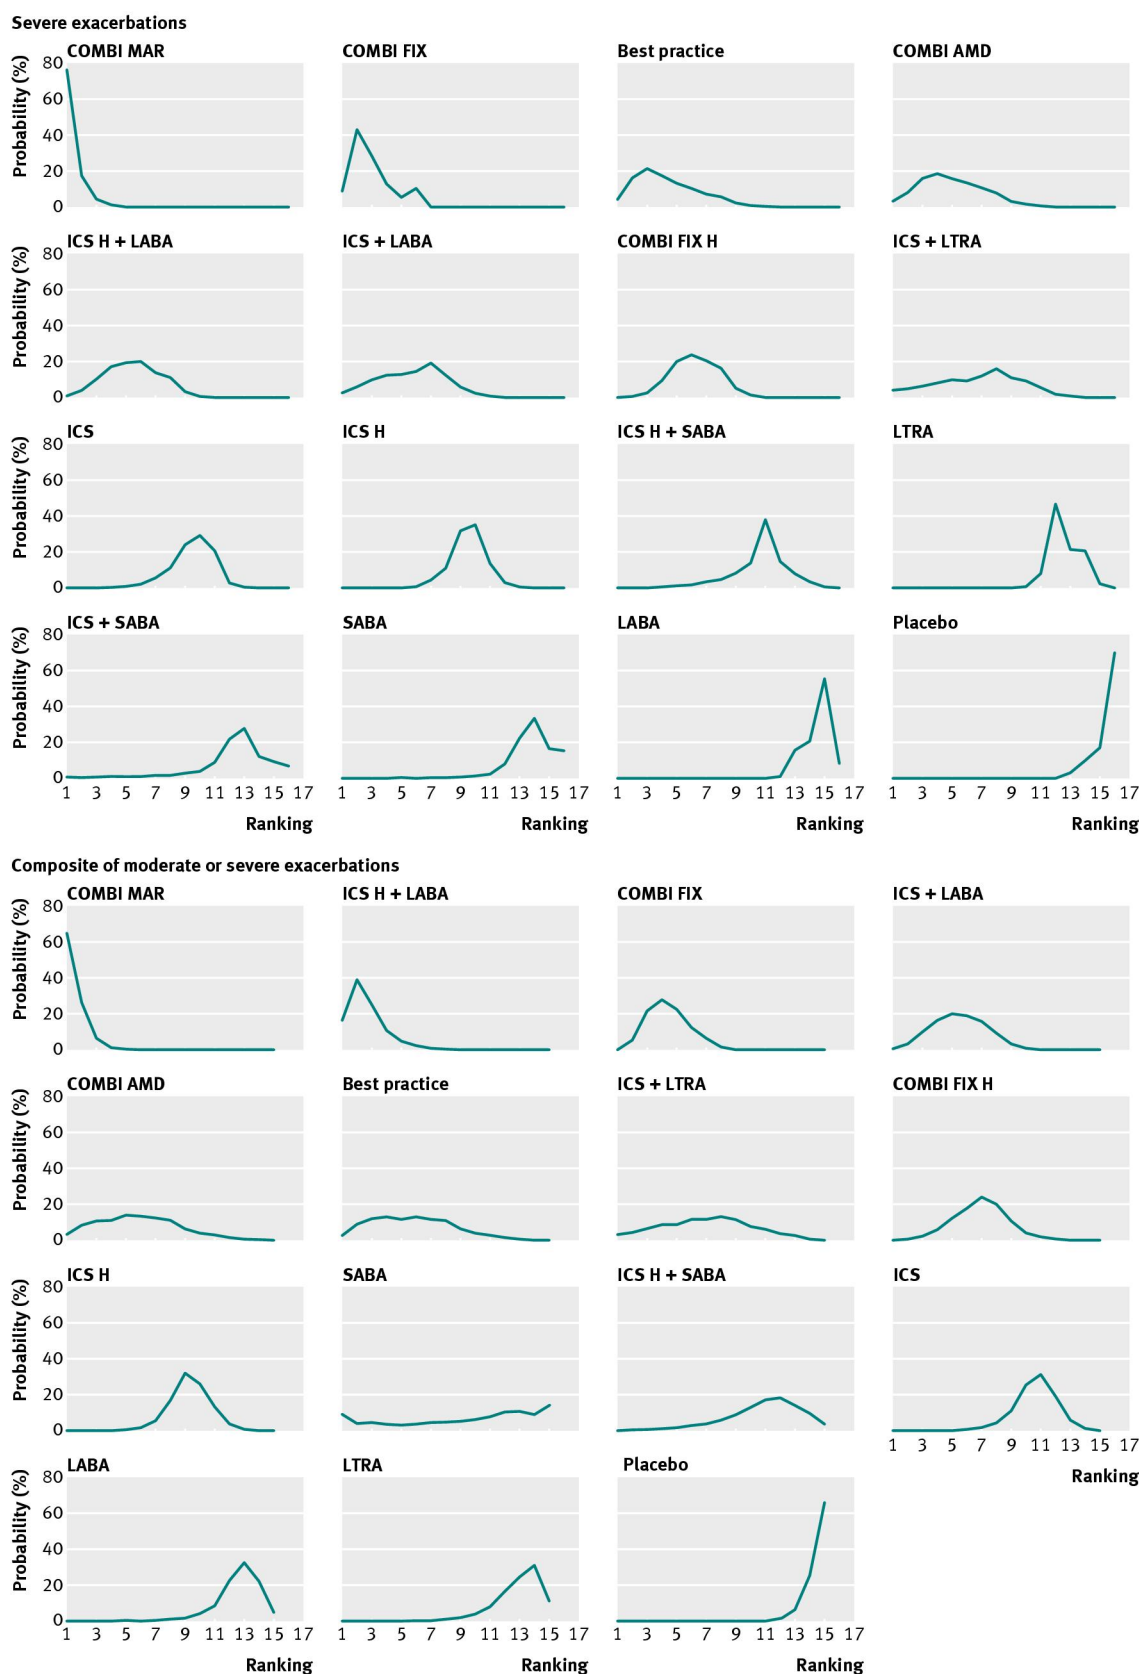 Severe exacerbations
COMBI MAR COMBI FIX Best practice COMBI AMD
Probability (%)
80
60
40
20
0
ICS H + LABA ICS + LABA COMBI FIX H ICS + LTRA
Probability (%)
80
60
40
20
0
ICS ICS H ICS H + SABA LTRA
Probability (%)
80
60
40
20
0
ICS + SABA SABA LABA Placebo
Probability (%)
80
60
40
20
0
1 3 5 7 9 11 13 15 17 1 3 5 7 9 11 13 15 17 1 3 5 7 9 11 13 15 17 1 3 5 7 9 11 13 15 17
Ranking Ranking Ranking Ranking
Composite of moderate or severe exacerbations
COMBI MAR ICS H + LABA COMBI FIX ICS + LABA
Probability (%)
80
60
40
20
0
COMBI AMD Best practice ICS + LTRA COMBI FIX H
Probability (%)
80
60
40
20
0
ICS H SABA ICS H + SABA ICS
Probability (%)
80
60
40
20
0
1 3 5 7 9 11 13 15 17
Ranking
LABA LTRA Placebo
Probability (%)
80
60
40
20
0
1 3 5 7 9 11 13 15 17 1 3 5 7 9 11 13 15 17 1 3 5 7 9 11 13 15 17
Ranking Ranking Ranking